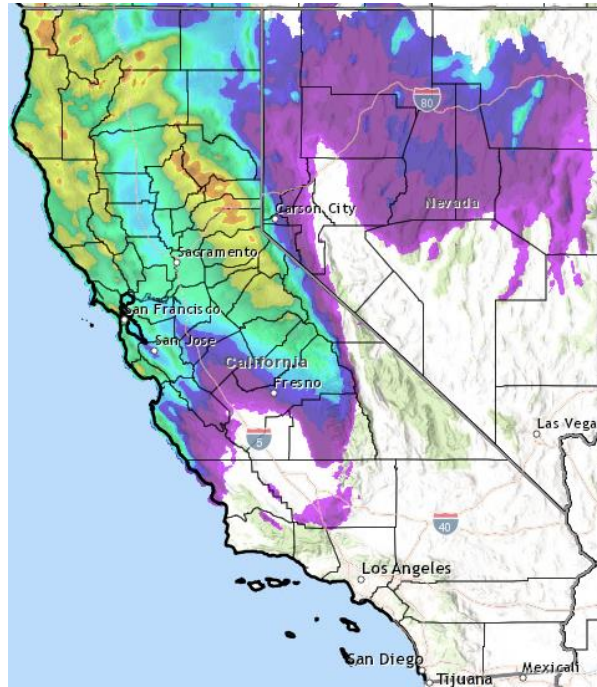 80
Nevada
Carson City
Sacramento
San Francisco
San Jose
California
Fresno
5
Las Vega
40
Los Angeles
San Diego
Tijuana
Mexicali